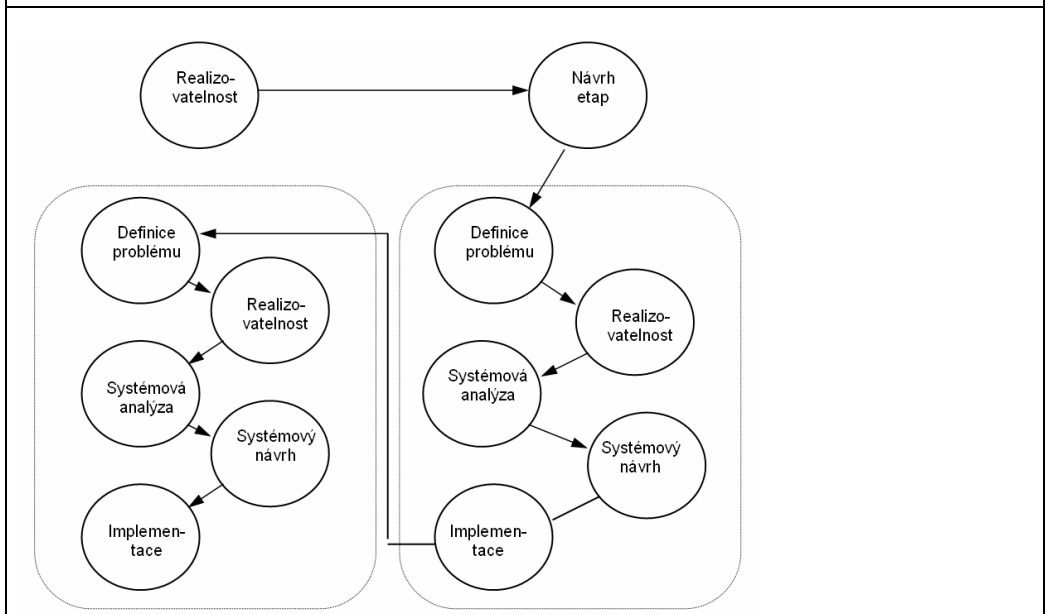 Realizo-
vatelnost
Návrh
etap
Definice
problému
Realizo-
vatelnost
Systémová
analýza
Systémový
návrh
Implemen-
tace
Definice
problému
Realizo-
vatelnost
Systémová
analýza
Systémový
návrh
Implemen-
tace